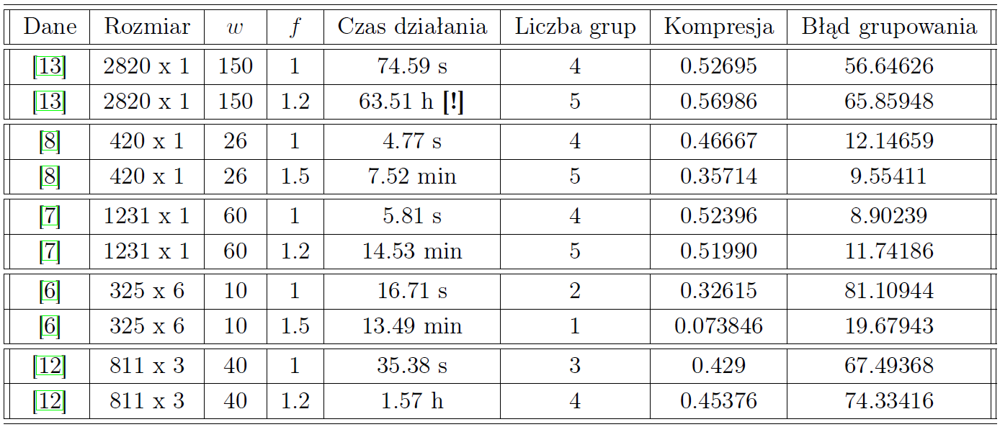 Dane Rozmiar w f Czas działania Liczba grup Kompresja Błąd grupowania
[13] 2820 x 1 150 1 74.59 s 4 0.52695 56.64626
[13] 2820 x 1 150 1.2 63.51 h [!] 5 0.56986 65.85948
[8] 420 x 1 26 1 4.77 s 4 0.46667 12.14659
[8] 420 x 1 26 1.5 7.52 min 5 0.35714 9.55411
[7] 1231 x 1 60 1 5.81 s 4 0.52396 8.90239
[7] 1231 x 1 60 1.2 14.53 min 5 0.51990 11.74186
[6] 325 x 6 10 1 16.71 s 2 0.32615 81.10944
[6] 325 x 6 10 1.5 13.49 min 1 0.073846 19.67943
[12] 811 x 3 40 1 35.38 s 3 0.429 67.49368
[12] 811 x 3 40 1.2 1.57 h 4 0.45376 74.33416